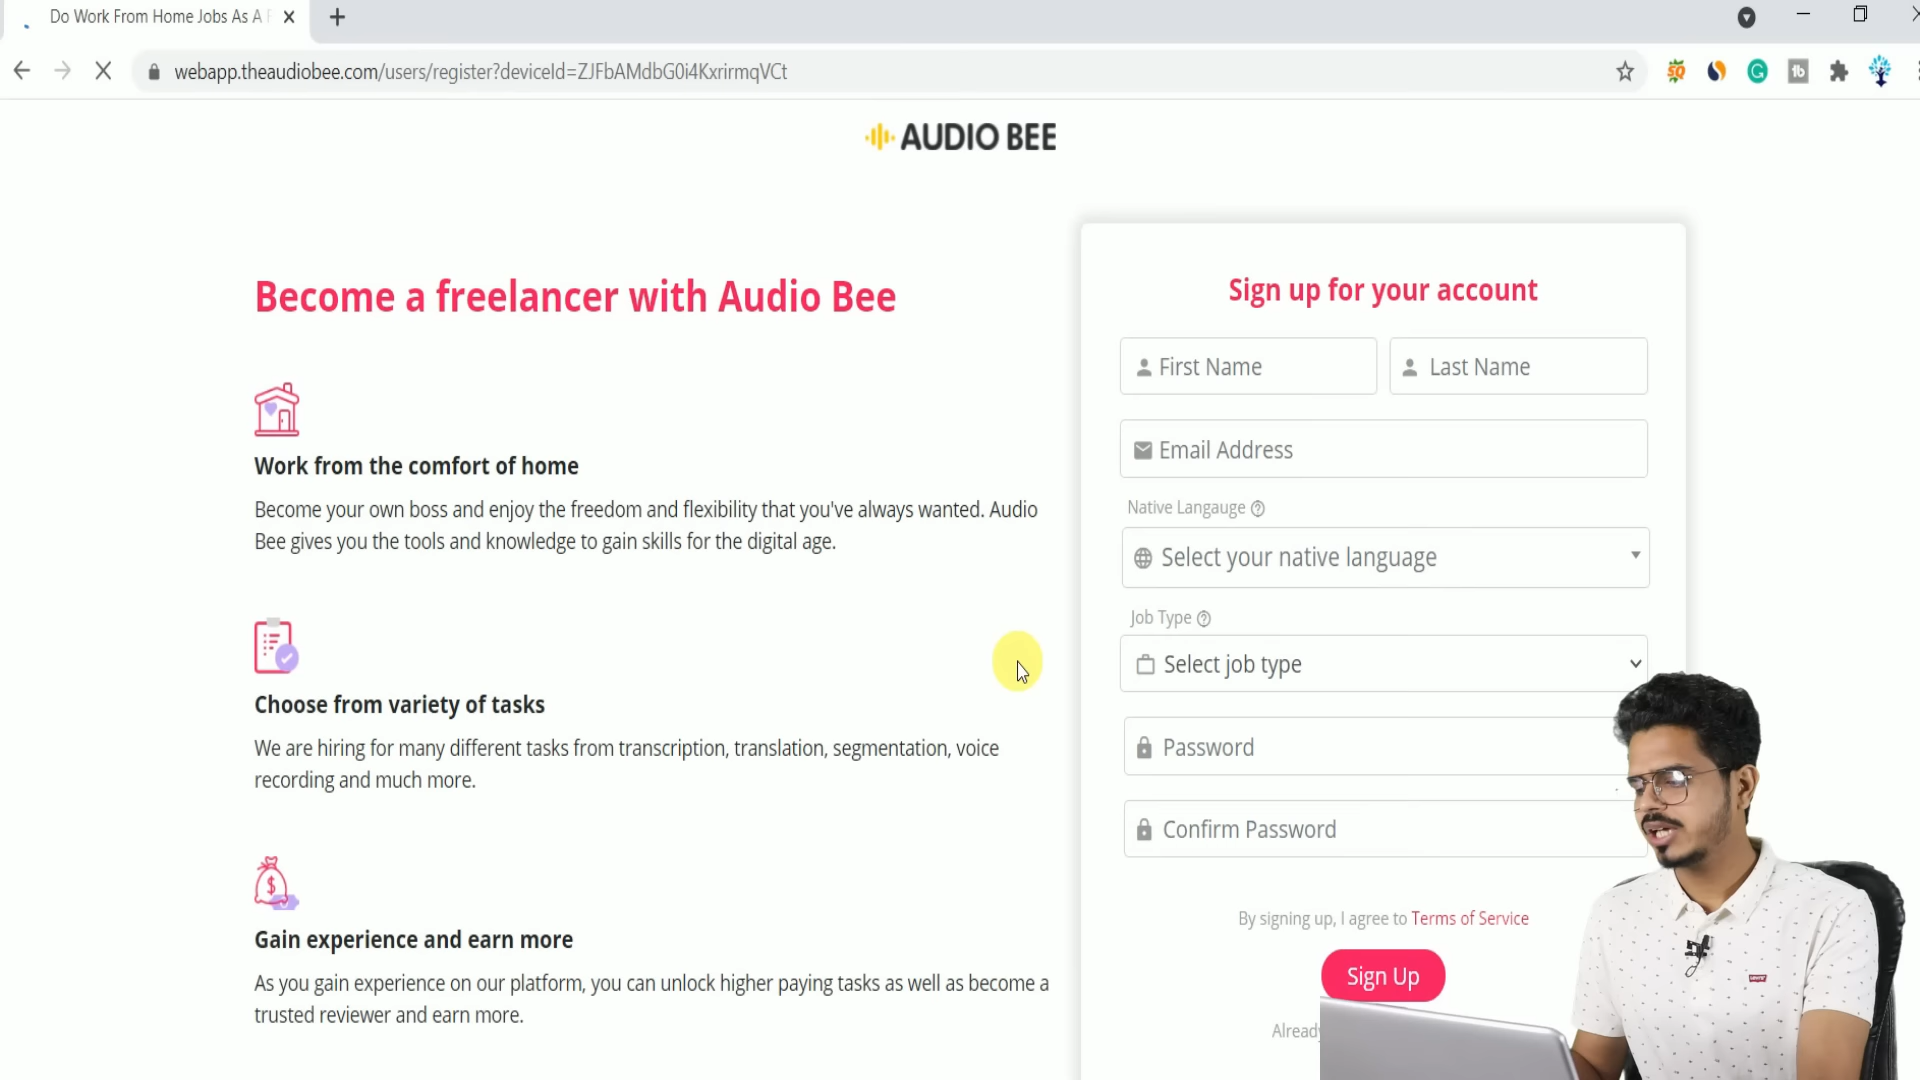 Do Work From Home Jobs As A F
webapp.theaudiobee.com/users/register?deviceId=ZJFbAMdbG0i4KxrirmqVCt
AUDIO BEE
Become a freelancer with Audio Bee
Work from the comfort of home
Become your own boss and enjoy the freedom and flexibility that you've always wanted. Audio
Bee gives you the tools and knowledge to gain skills for the digital age.
Choose from variety of tasks
We are hiring for many different tasks from transcription, translation, segmentation, voice
recording and much more.
Gain experience and earn more
As you gain experience on our platform, you can unlock higher paying tasks as well as become a
trusted reviewer and earn more.
Sign up for your account
First Name
Last Name
Email Address
Native Langauge
Select your native language
Job Type
Select job type
Password
Confirm Password
By signing up, I agree to Terms of Service
Sign Up
Already